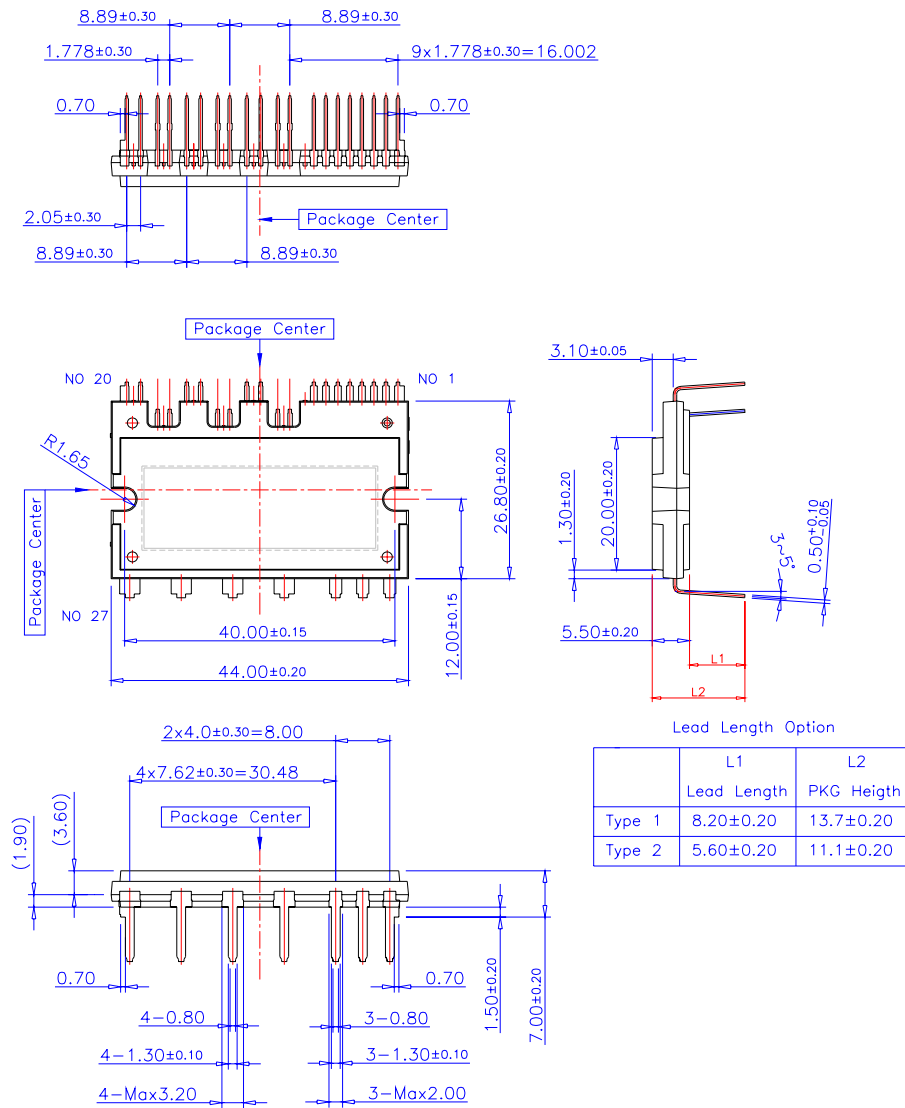 8.89±0.30 8.89±0.30
1.778±0.30 9x1.778±0.30=16.002
0.70 0.70
2.05±0.30 Package Center
8.89±0.30 8.89±0.30
Package Center
NO 20 NO 1
R1.65
Package Center
26.80±0.20
NO 27
40.00±0.15
12.00±0.15
44.00±0.20
3.10±0.05
1.30±0.20
20.00±0.20
3~5°
0.50+0.10-0.05
5.50±0.20
L1
L2
2x4.0±0.30=8.00
4x7.62±0.30=30.48
Package Center
(3.60)
(1.90)
0.70 0.70
1.50±0.20
7.00±0.20
4-0.80 3-0.80
4-1.30±0.10 3-1.30±0.10
4-Max3.20 3-Max2.00
Lead Length Option
L1 L2
Lead Length PKG Heigth
Type 1 8.20±0.20 13.7±0.20
Type 2 5.60±0.20 11.1±0.20